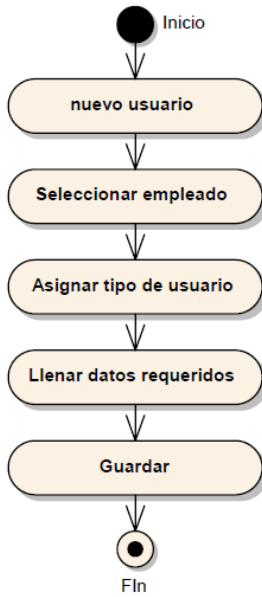 Inicio
nuevo usuario
Seleccionar empleado
Asignar tipo de usuario
Llenar datos requeridos
Guardar
FIn